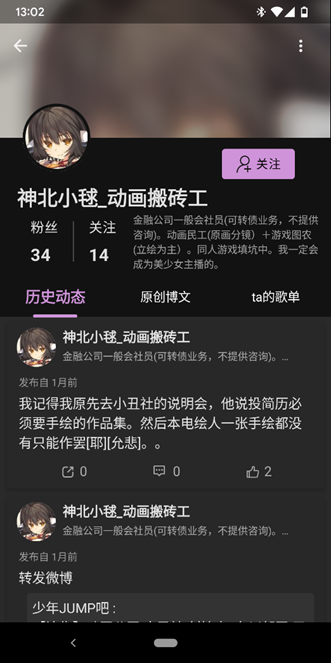 13:02
关注
神北小毬_动画搬砖工
粉丝
关注
34
14
金融公司一般会社员(可转债业务，不提供
咨询)。动画民工(原画分镜）＋游戏图农
(立绘为主）。同人游戏填坑中。我一定会
成为美少女主播的。
历史动态
原创博文
ta的歌单
神北小毬_动画搬砖工
金融公司一般会社员(可转债业务，不提供咨询)。...
发布自 1月前
我记得我原先去小丑社的说明会，他说投简历必
须要手绘的作品集。然后本电绘人一张手绘都没
有只能作罢[耶][允悲]。。
0
0
2
神北小毬_动画搬砖工
金融公司一般会社员(可转债业务，不提供咨询)。...
发布自 1月前
转发微博
少年JUMP吧：